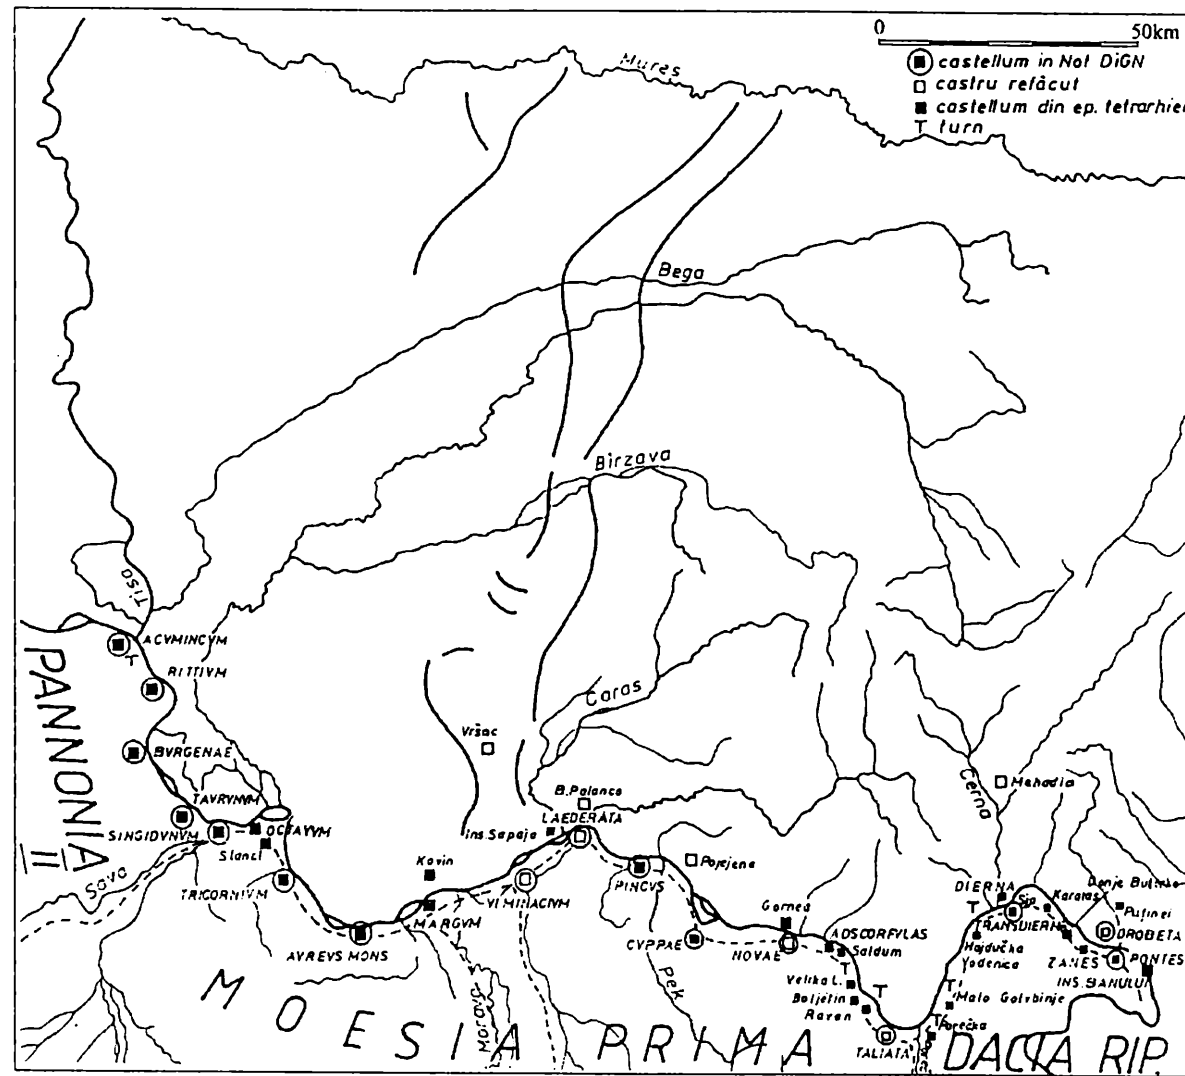 0 50km
castellum in Not DiGN
castru refăcut
castellum din ep. tetrarhiei
turn
Mureș
Bega
Bîrzava
Tisa
ACVMINCVM
RITTIVM
PANNONIA II
BVRGENAE
TAVRVNVM
SINGIDVNVM
OCTAVVM
Slanci
Sava
TRICORNIVM
AVREVS MONS
Kovin
MARGVM
Morava
Vršac
Caraș
B.Palanca
LAEDERATA
Ins.Sapaja
VIMINACIVM
PINCVS
Pojejena
CVPPAE
Pek
Gornea
NOVAE
ADSCORFVLAS
Saldum
Velika L.
Boljetin
Ravan
TALIATA
Cerna
Mehadia
DIERNA
Sip
Karataš
TRANSDIERNA
Hajdučka
Vodenica
Malo Golubinje
Porečka
Donje Butorke
Puținei
DROBETA
ZANES
PONTES
INS.BANULUI
MOESIA PRIMA
DACIA RIP.